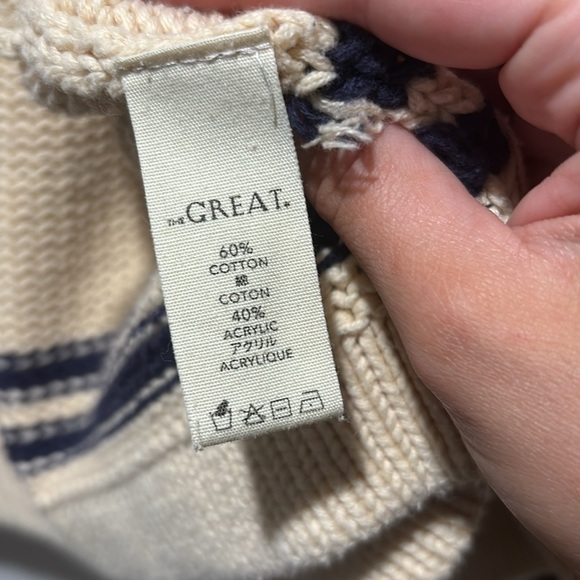 THE GREAT.
60%
COTTON
綿
COTON
40%
ACRYLIC
アクリル
ACRYLIQUE